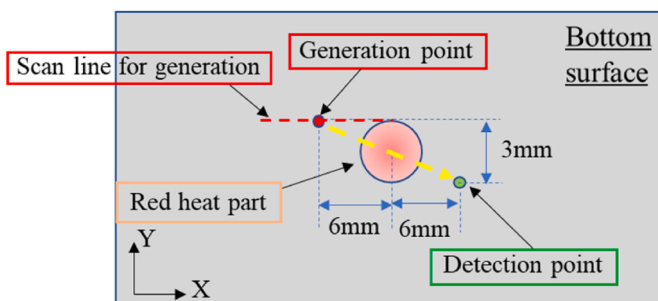 Generation point
Bottom
surface
Scan line for generation
3mm
Red heat part
6mm
6mm
Y
X
Detection point